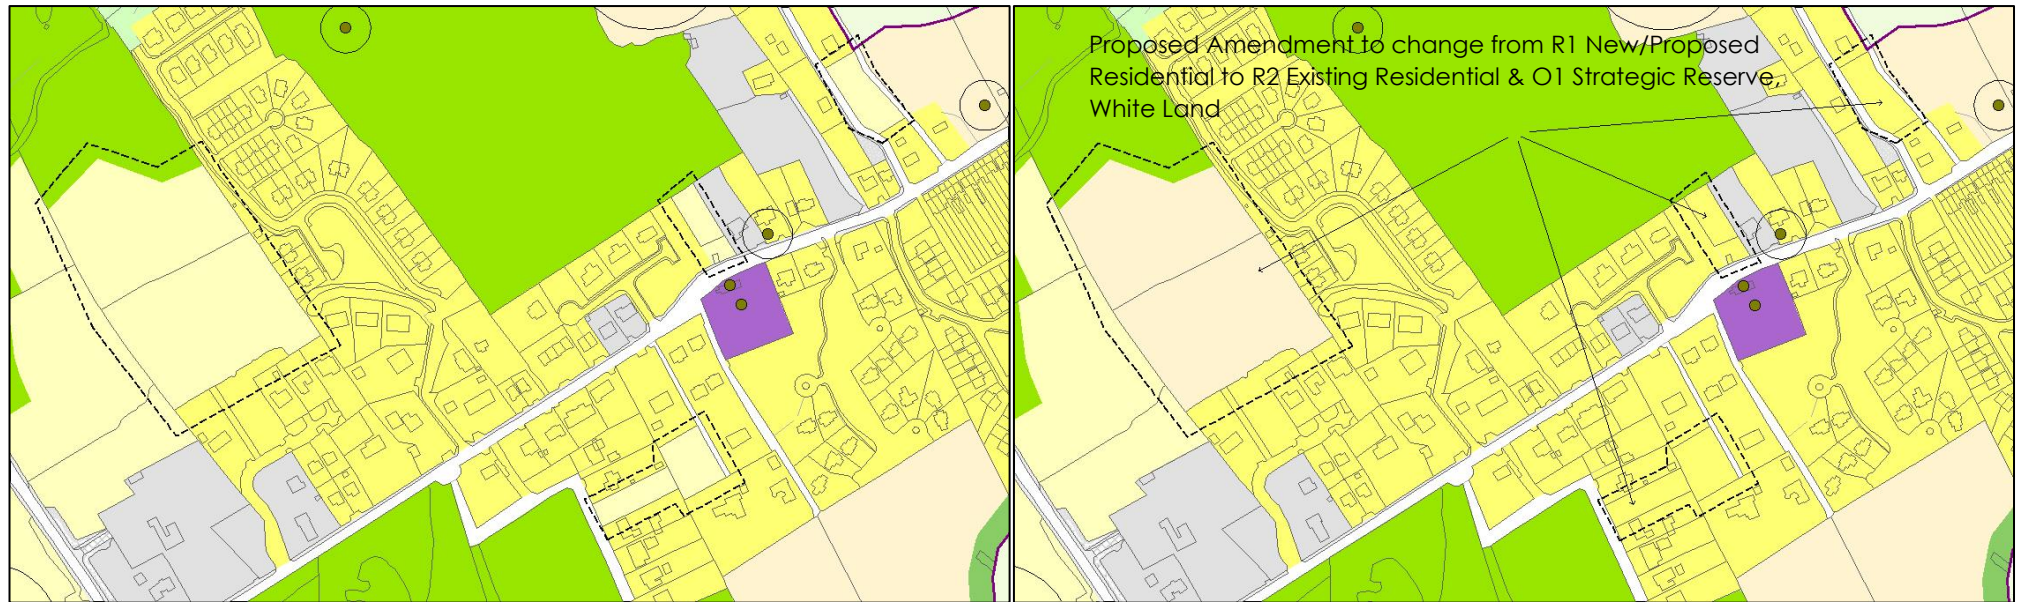 Proposed Amendment to change from R1 New/Proposed
Residential to R2 Existing Residential & O1 Strategic Reserve,
White Land